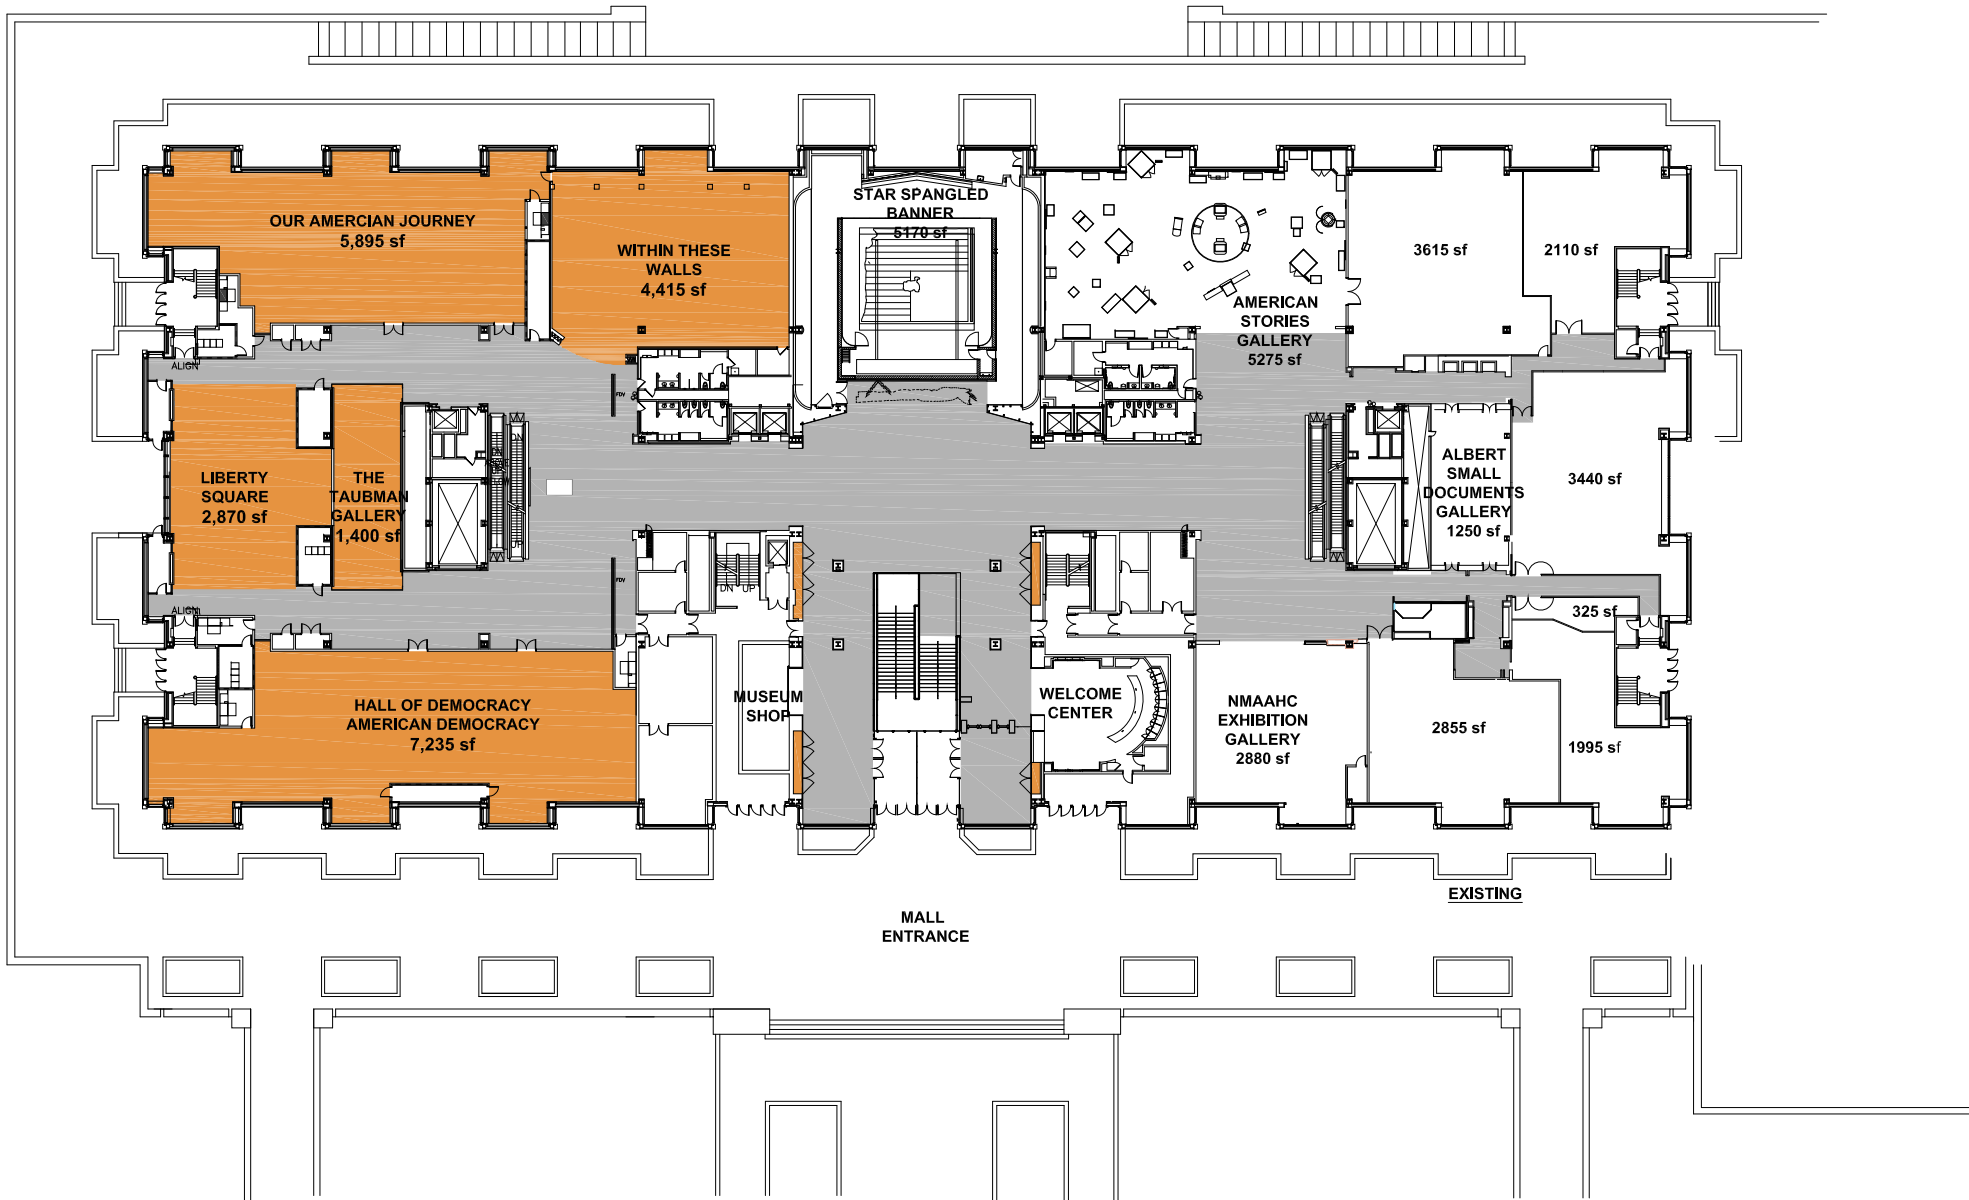 OUR AMERCIAN JOURNEY
5,895 sf
WITHIN THESE
WALLS
4,415 sf
STAR SPANGLED
BANNER
5170 sf
AMERICAN
STORIES
GALLERY
5275 sf
3615 sf
2110 sf
ALIGN
FDV
LIBERTY
SQUARE
2,870 sf
THE
TAUBMAN
GALLERY
1,400 sf
ALBERT
SMALL
DOCUMENTS
GALLERY
1250 sf
3440 sf
ALIGN
FDV
DN UP
325 sf
HALL OF DEMOCRACY
AMERICAN DEMOCRACY
7,235 sf
MUSEUM
SHOP
WELCOME
CENTER
NMAAHC
EXHIBITION
GALLERY
2880 sf
2855 sf
1995 sf
EXISTING
MALL
ENTRANCE